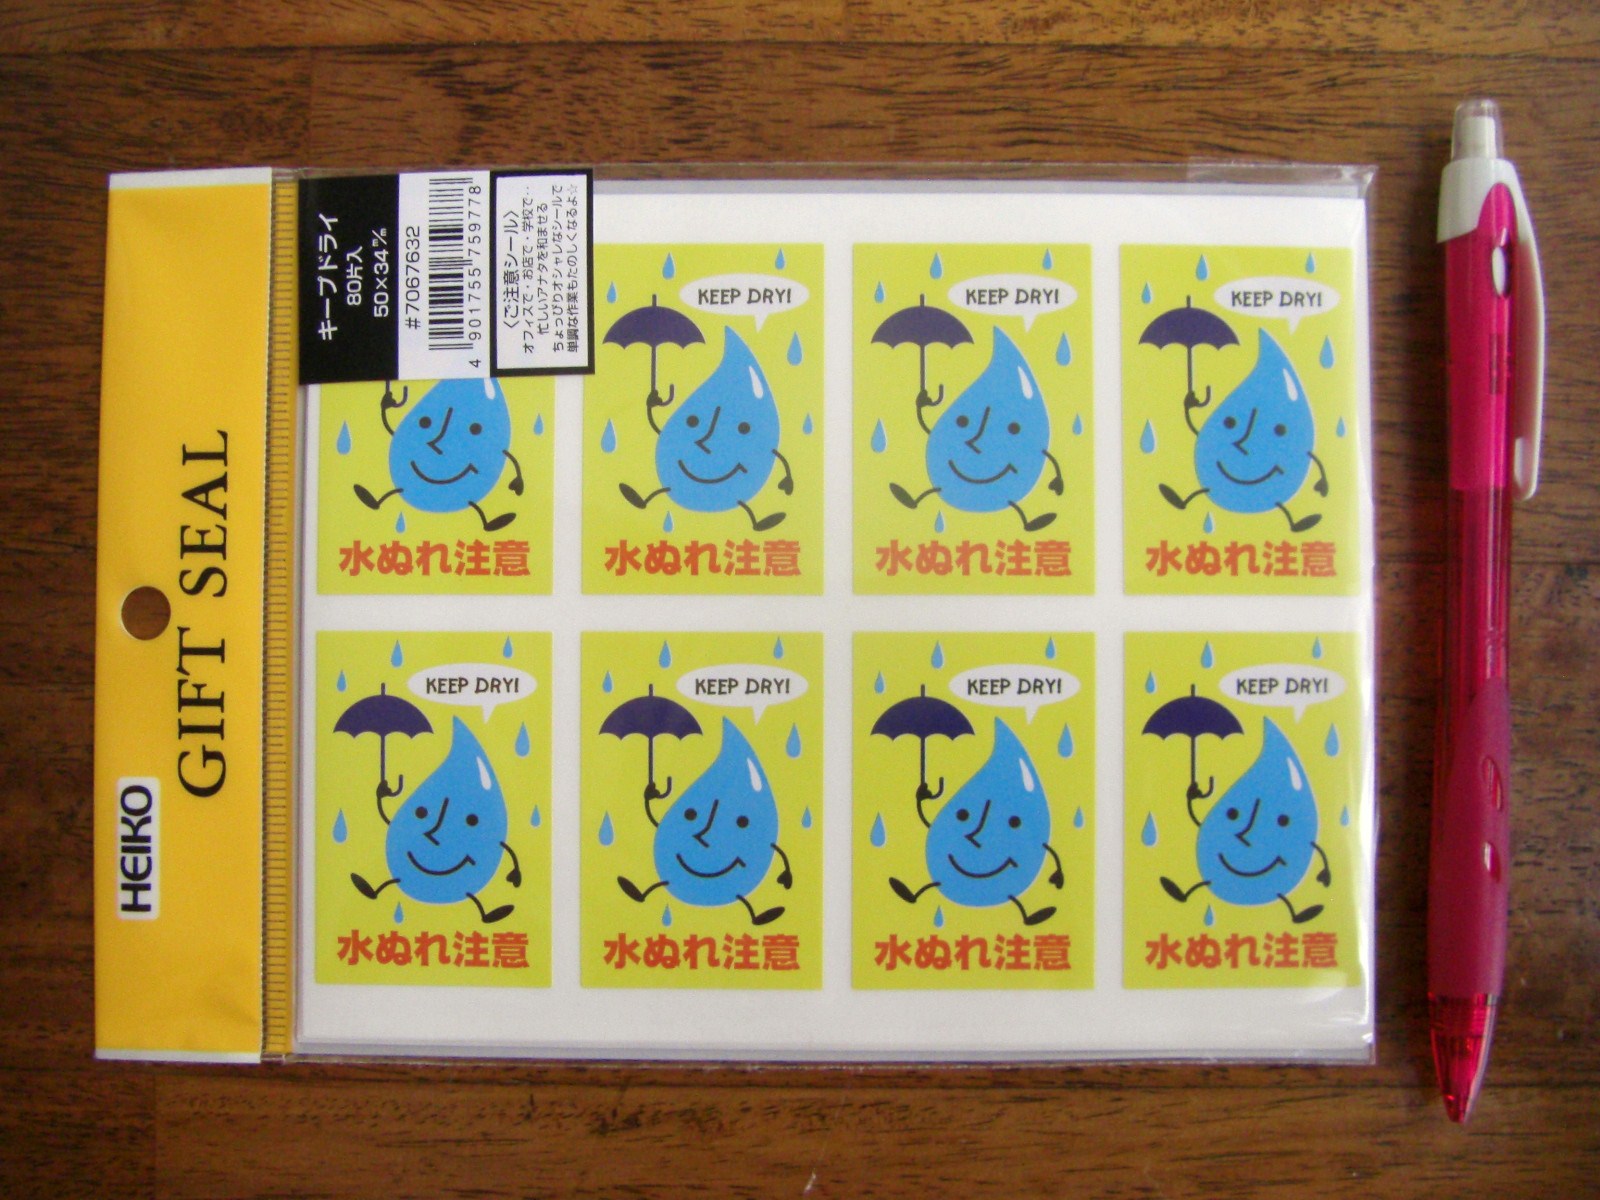 HEIKO
GIFT SEAL
キープドライ
80片入
50×34㎜
#7067632
4 901755 759778
〈ご注意シール〉
オフィスで・お店で・学校で‥
忙しいアナタを和ませる
ちょっぴりオシャレなシールで
単調な作業もたのしくなるよ☆
水ぬれ注意
KEEP DRY!
水ぬれ注意
KEEP DRY!
水ぬれ注意
KEEP DRY!
水ぬれ注意
KEEP DRY!
水ぬれ注意
KEEP DRY!
水ぬれ注意
KEEP DRY!
水ぬれ注意
KEEP DRY!
水ぬれ注意